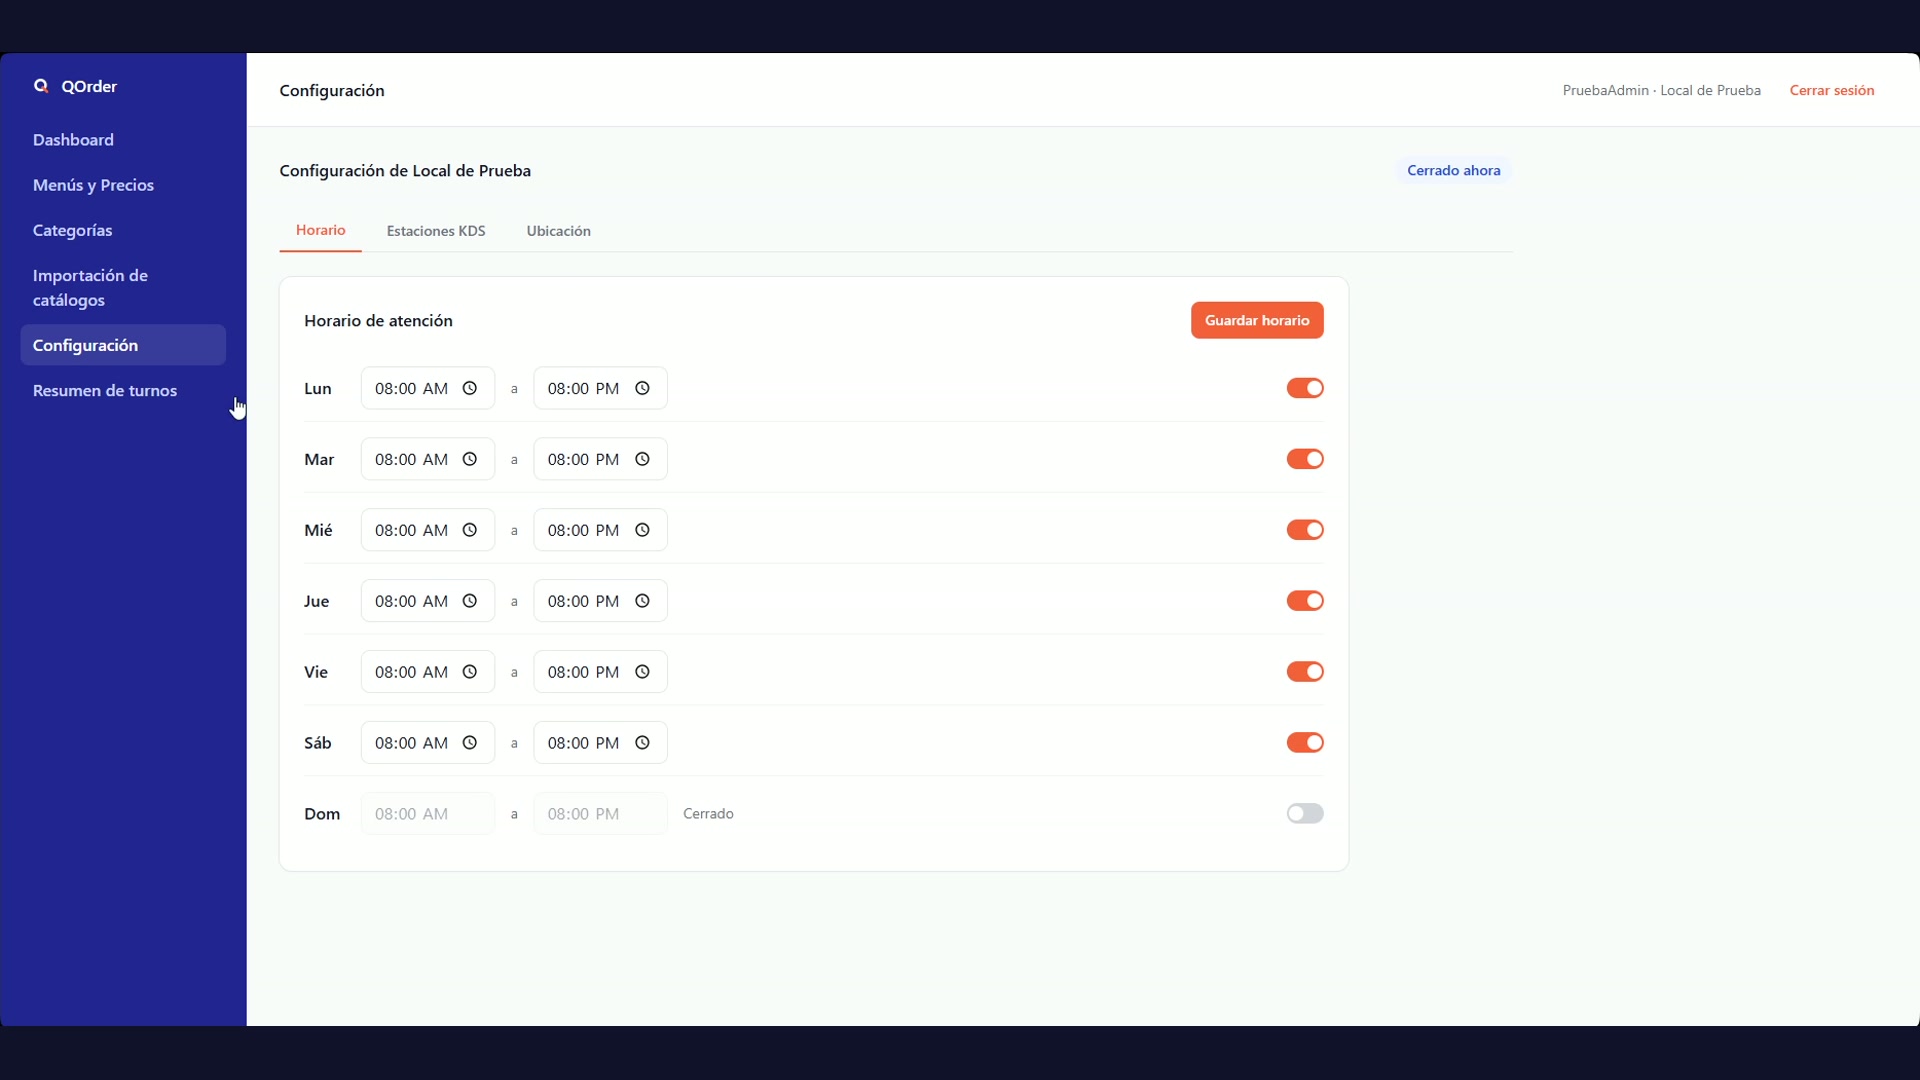 QOrder
Dashboard
Menús y Precios
Categorías
Importación de
catálogos
Configuración
Resumen de turnos
Configuración
PruebaAdmin · Local de Prueba
Cerrar sesión
Configuración de Local de Prueba
Cerrado ahora
Horario
Estaciones KDS
Ubicación
Horario de atención
Guardar horario
Lun 08:00 AM a 08:00 PM
Mar 08:00 AM a 08:00 PM
Mié 08:00 AM a 08:00 PM
Jue 08:00 AM a 08:00 PM
Vie 08:00 AM a 08:00 PM
Sáb 08:00 AM a 08:00 PM
Dom 08:00 AM a 08:00 PM Cerrado